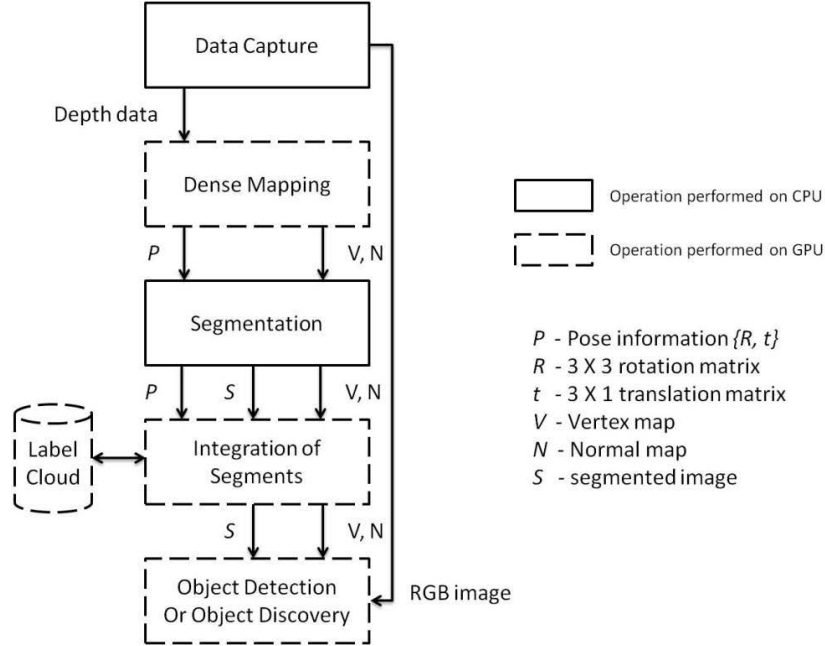 Data Capture
Depth data
Dense Mapping
P
V, N
Segmentation
P
S
V, N
Label
Cloud
Integration of
Segments
S
V, N
Object Detection
Or Object Discovery
RGB image
Operation performed on CPU
Operation performed on GPU
P - Pose information {R, t}
R - 3 X 3 rotation matrix
t - 3 X 1 translation matrix
V - Vertex map
N - Normal map
S - segmented image